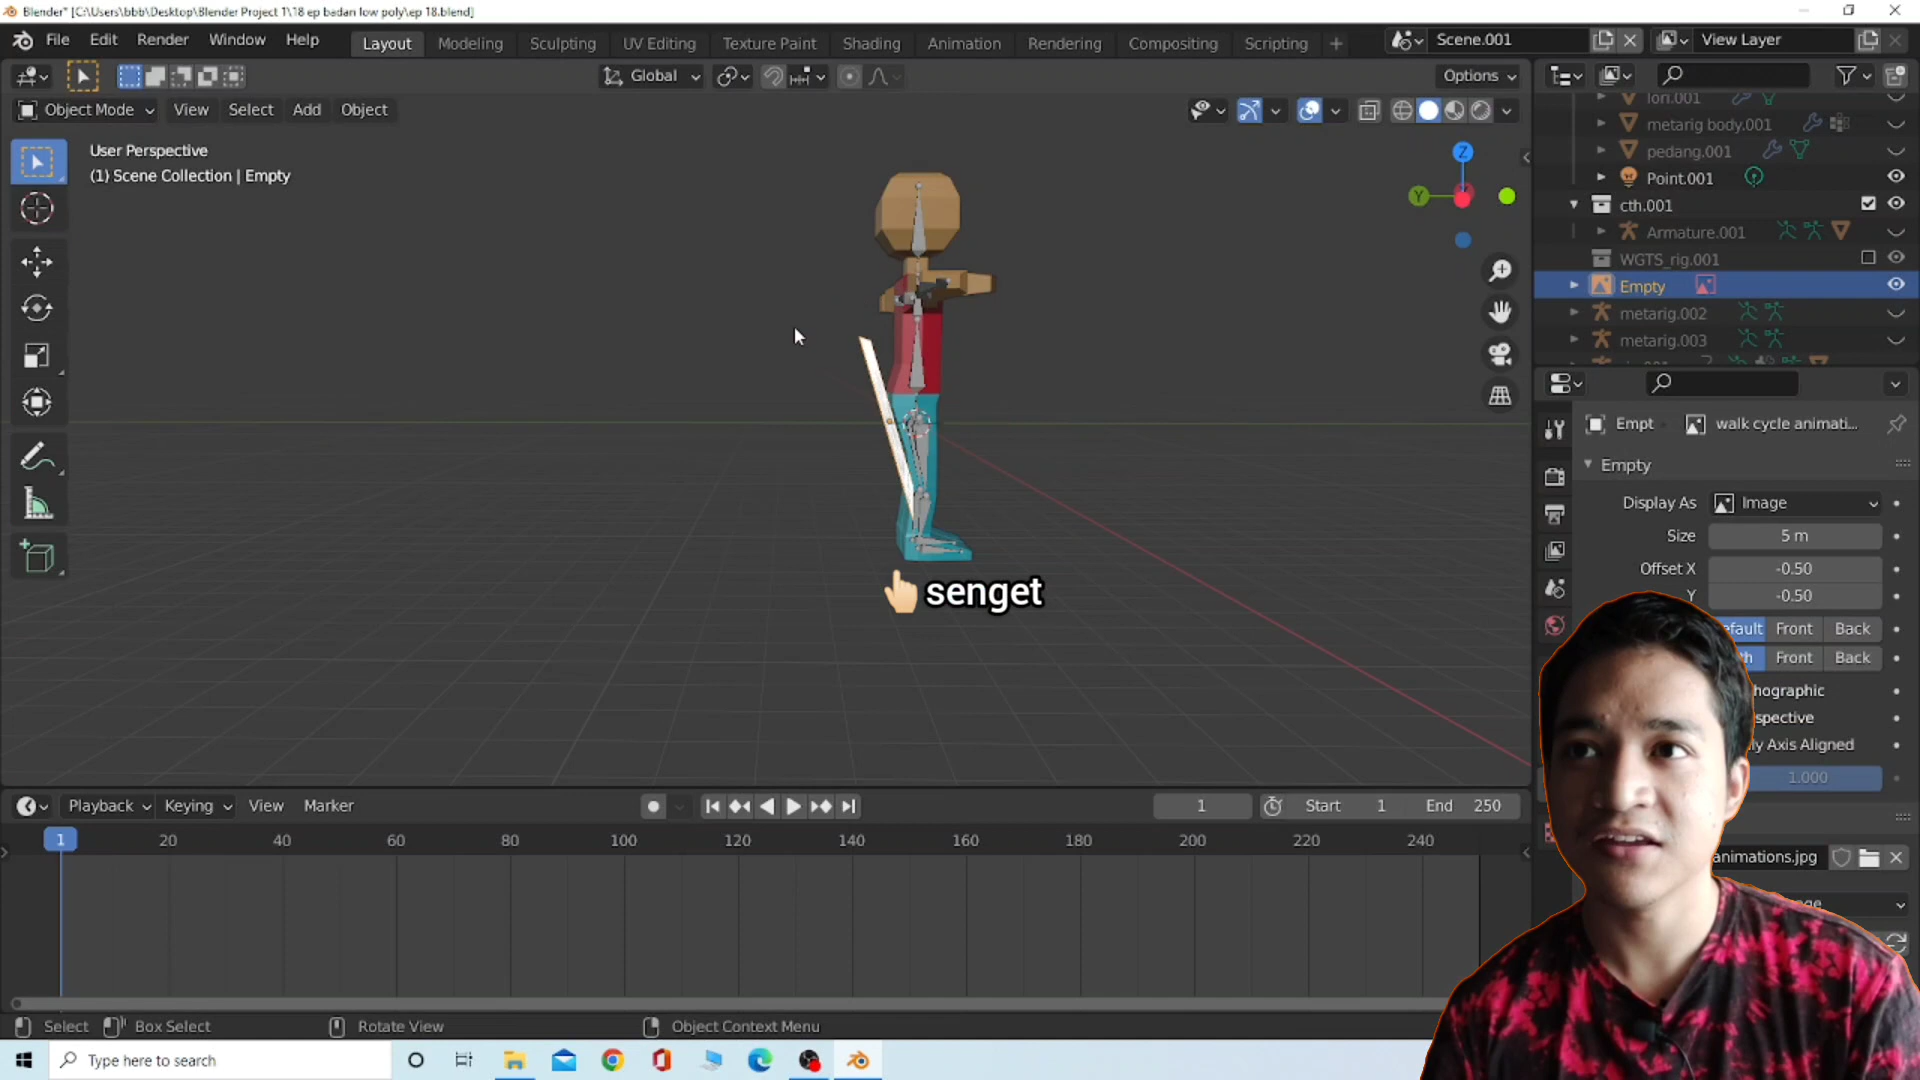 Blender* [C:\Users\bbb\Desktop\Blender Project 1\18 ep badan low poly\ep 18.blend]
File Edit Render Window Help
Layout Modeling Sculpting UV Editing Texture Paint Shading Animation Rendering Compositing Scripting +
Scene.001
View Layer
Global
Options
Object Mode View Select Add Object
User Perspective
(1) Scene Collection | Empty
Z
Y
lori.001
metarig body.001
pedang.001
Point.001
cth.001
Armature.001
WGTS_rig.001
Empty
metarig.002
metarig.003
Empt
walk cycle animati...
Empty
Display As Image
Size 5 m
Offset X -0.50
Y -0.50
Front Back
Front Back
Axis Aligned
1.000
animations.jpg
senget
Playback Keying View Marker
1
Start 1
End 250
1 20 40 60 80 100 120 140 160 180 200 220 240
Select Box Select Rotate View Object Context Menu
Type here to search